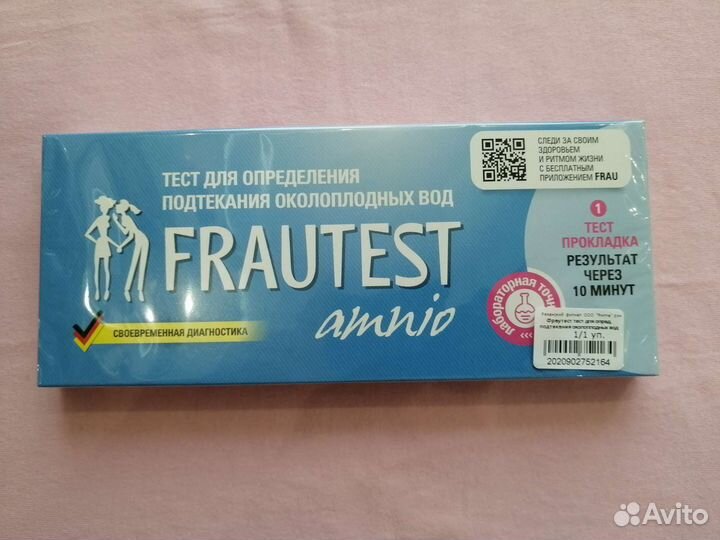 ТЕСТ ДЛЯ ОПРЕДЕЛЕНИЯ
ПОДТЕКАНИЯ ОКОЛОПЛОДНЫХ ВОД
FRAUTEST
amnio
СВОЕВРЕМЕННАЯ ДИАГНОСТИКА
СЛЕДИ ЗА СВОИМ
ЗДОРОВЬЕМ
И РИТМОМ ЖИЗНИ
С БЕСПЛАТНЫМ
ПРИЛОЖЕНИЕМ FRAU
1
ТЕСТ
ПРОКЛАДКА
РЕЗУЛЬТАТ
ЧЕРЕЗ
10 МИНУТ
лабораторная
филиал ООО
Фраутест тест для опред.
подтекания околоплодных вод
1/1 уп.
2020902752164
Avito